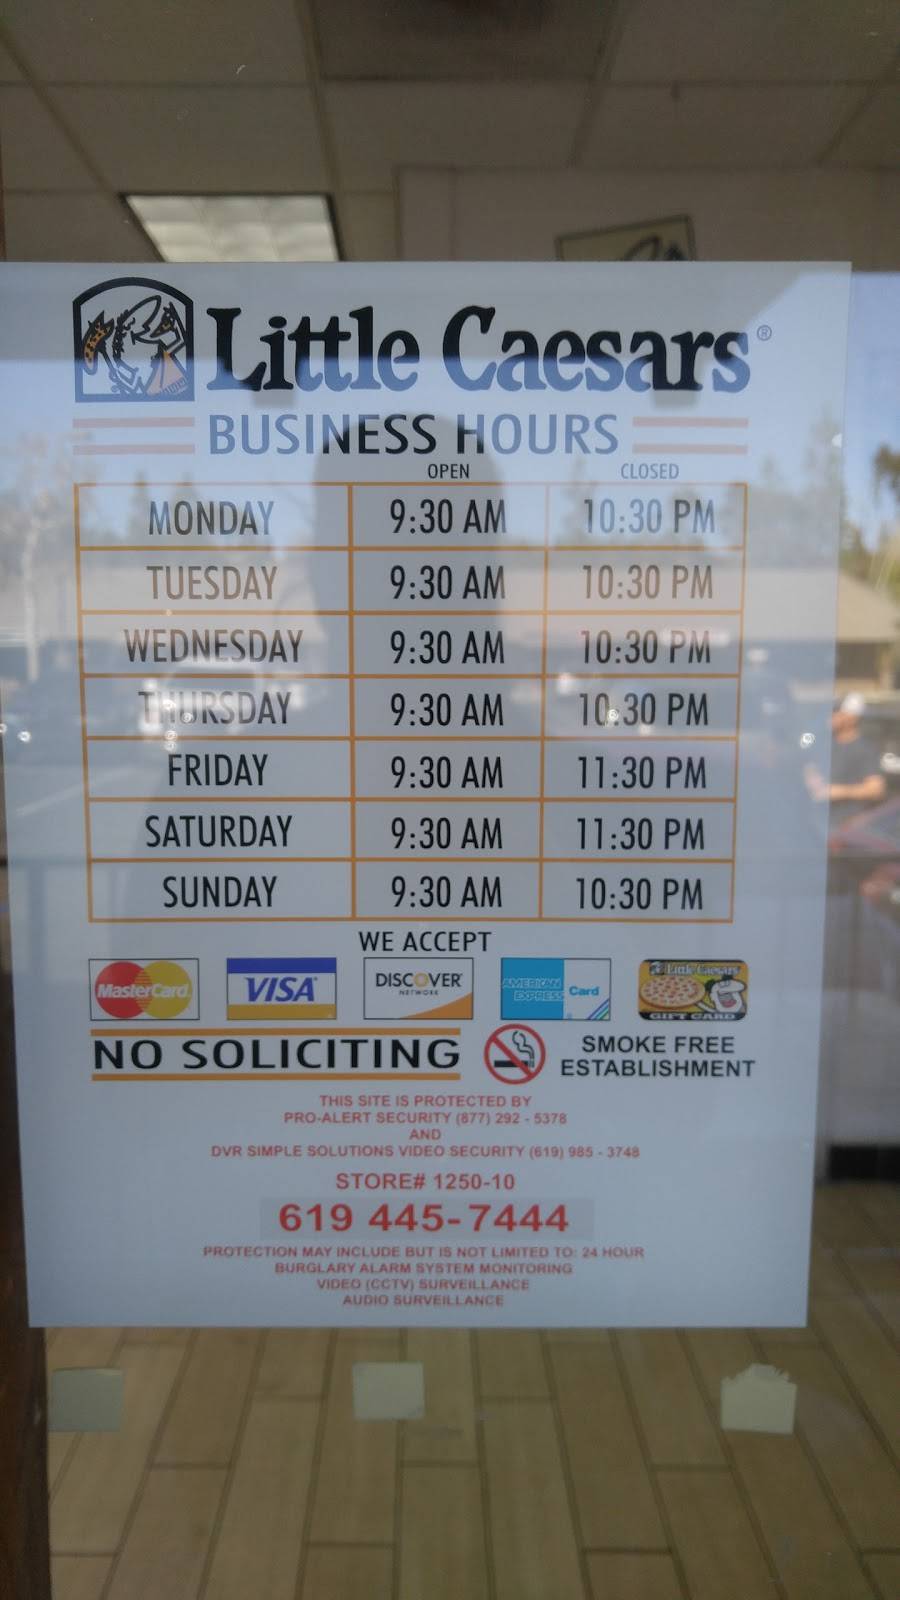 Little Caesars®
BUSINESS HOURS
OPEN CLOSED
MONDAY 9:30 AM 10:30 PM
TUESDAY 9:30 AM 10:30 PM
WEDNESDAY 9:30 AM 10:30 PM
THURSDAY 9:30 AM 10:30 PM
FRIDAY 9:30 AM 11:30 PM
SATURDAY 9:30 AM 11:30 PM
SUNDAY 9:30 AM 10:30 PM
WE ACCEPT
MasterCard VISA DISCOVER NETWORK AMERICAN EXPRESS Card Little Caesars GIFT CARD
NO SOLICITING
SMOKE FREE
ESTABLISHMENT
THIS SITE IS PROTECTED BY
PRO-ALERT SECURITY (877) 292 - 5378
AND
DVR SIMPLE SOLUTIONS VIDEO SECURITY (619) 985 - 3748
STORE# 1250-10
619 445-7444
PROTECTION MAY INCLUDE BUT IS NOT LIMITED TO: 24 HOUR
BURGLARY ALARM SYSTEM MONITORING
VIDEO (CCTV) SURVEILLANCE
AUDIO SURVEILLANCE